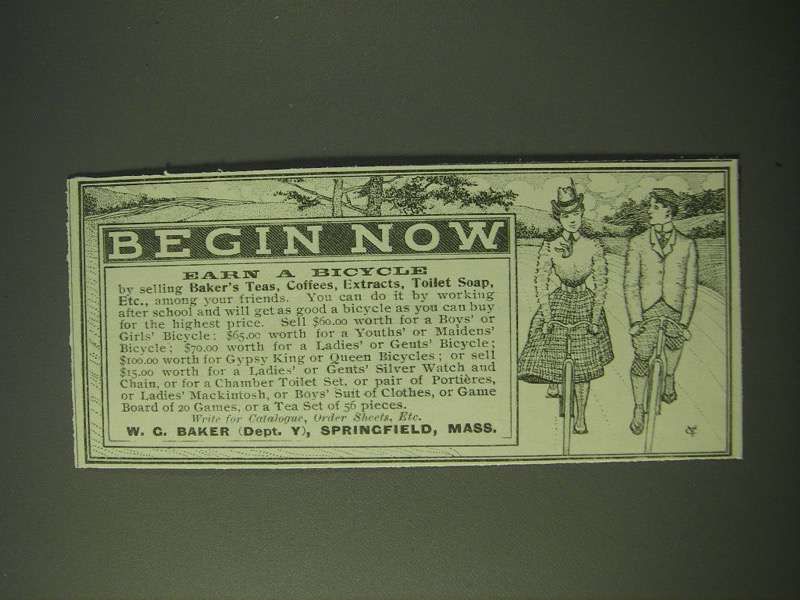 BEGIN NOW
EARN A BICYCLE
by selling Baker's Teas, Coffees, Extracts, Toilet Soap,
Etc., among your friends. You can do it by working
after school and will get as good a bicycle as you can buy
for the highest price. Sell $60.00 worth for a Boys' or
Girls' Bicycle; $65.00 worth for a Youths' or Maidens'
Bicycle; $70.00 worth for a Ladies' or Gents' Bicycle;
$100.00 worth for Gypsy King or Queen Bicycles; or sell
$15.00 worth for a Ladies' or Gents' Silver Watch and
Chain, or for a Chamber Toilet Set, or pair of Portières,
or Ladies' Mackintosh, or Boys' Suit of Clothes, or Game
Board of 20 Games, or a Tea Set of 56 pieces.
Write for Catalogue, Order Sheets, Etc.
W. G. BAKER (Dept. Y), SPRINGFIELD, MASS.